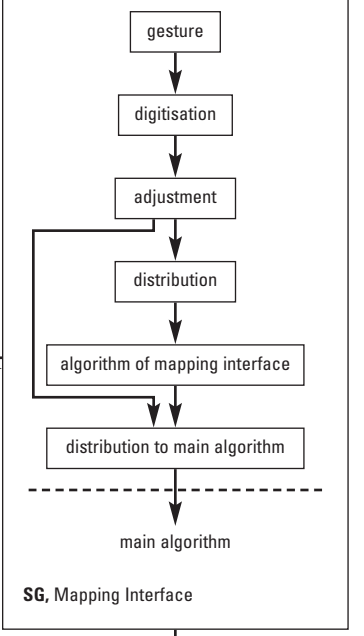 gesture
digitisation
adjustment
distribution
algorithm of mapping interface
distribution to main algorithm
main algorithm
SG, Mapping Interface